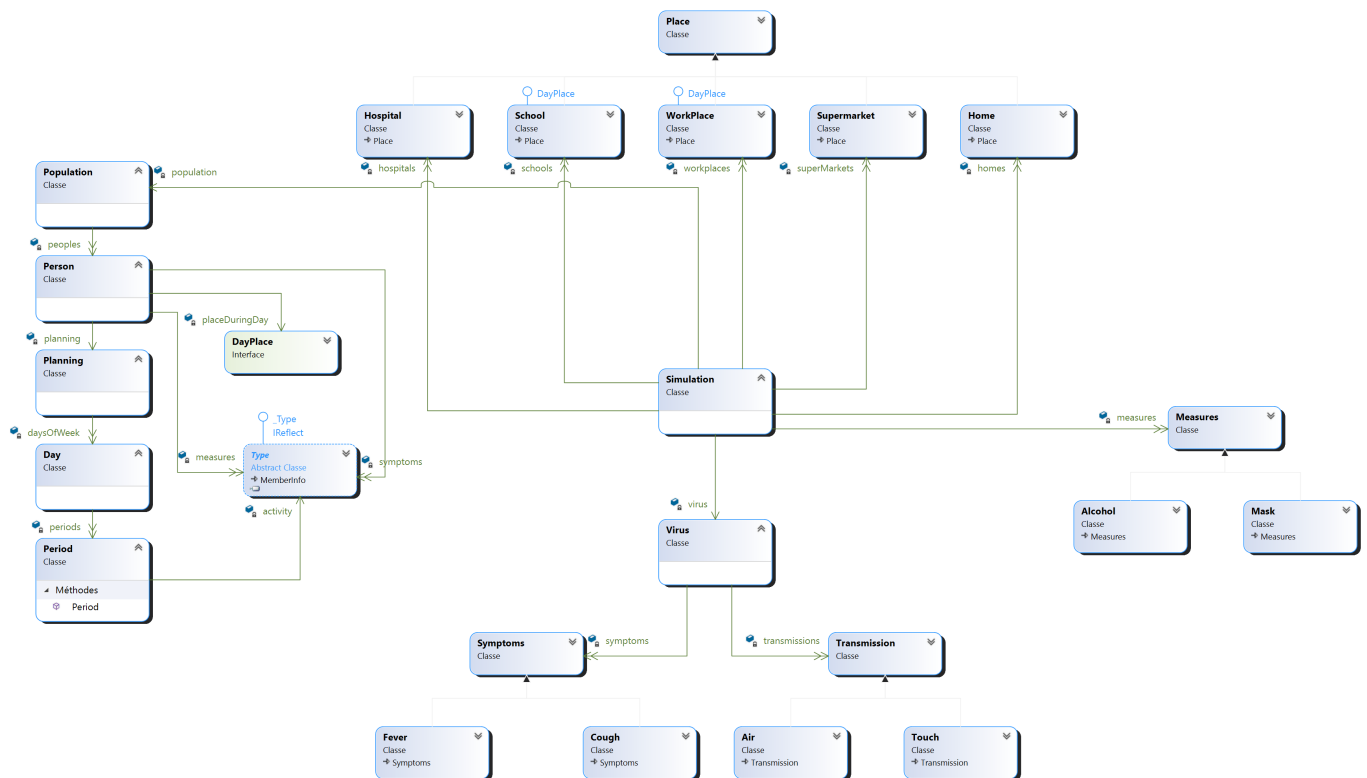 Place
Classe
DayPlace
DayPlace
Hospital
Classe
Place
School
Classe
Place
WorkPlace
Classe
Place
Supermarket
Classe
Place
Home
Classe
Place
hospitals
schools
workplaces
superMarkets
homes
Population
Classe
population
peoples
Person
Classe
placeDuringDay
planning
DayPlace
Interface
Planning
Classe
Simulation
Classe
measures
Measures
Classe
daysOfWeek
_Type
IReflect
Day
Classe
measures
Type
Abstract Classe
MemberInfo
symptoms
activity
virus
Alcohol
Classe
Measures
Mask
Classe
Measures
periods
Period
Classe
Méthodes
Period
Virus
Classe
Symptoms
Classe
symptoms
transmissions
Transmission
Classe
Fever
Classe
Symptoms
Cough
Classe
Symptoms
Air
Classe
Transmission
Touch
Classe
Transmission